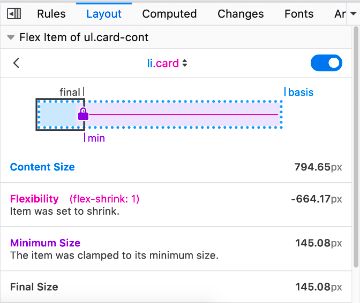 Rules Layout Computed Changes Fonts Ar
Flex Item of ul.card-cont
li.card
final basis
min
Content Size 794.65px
Flexibility (flex-shrink: 1) -664.17px
Item was set to shrink.
Minimum Size 145.08px
The item was clamped to its minimum size.
Final Size 145.08px